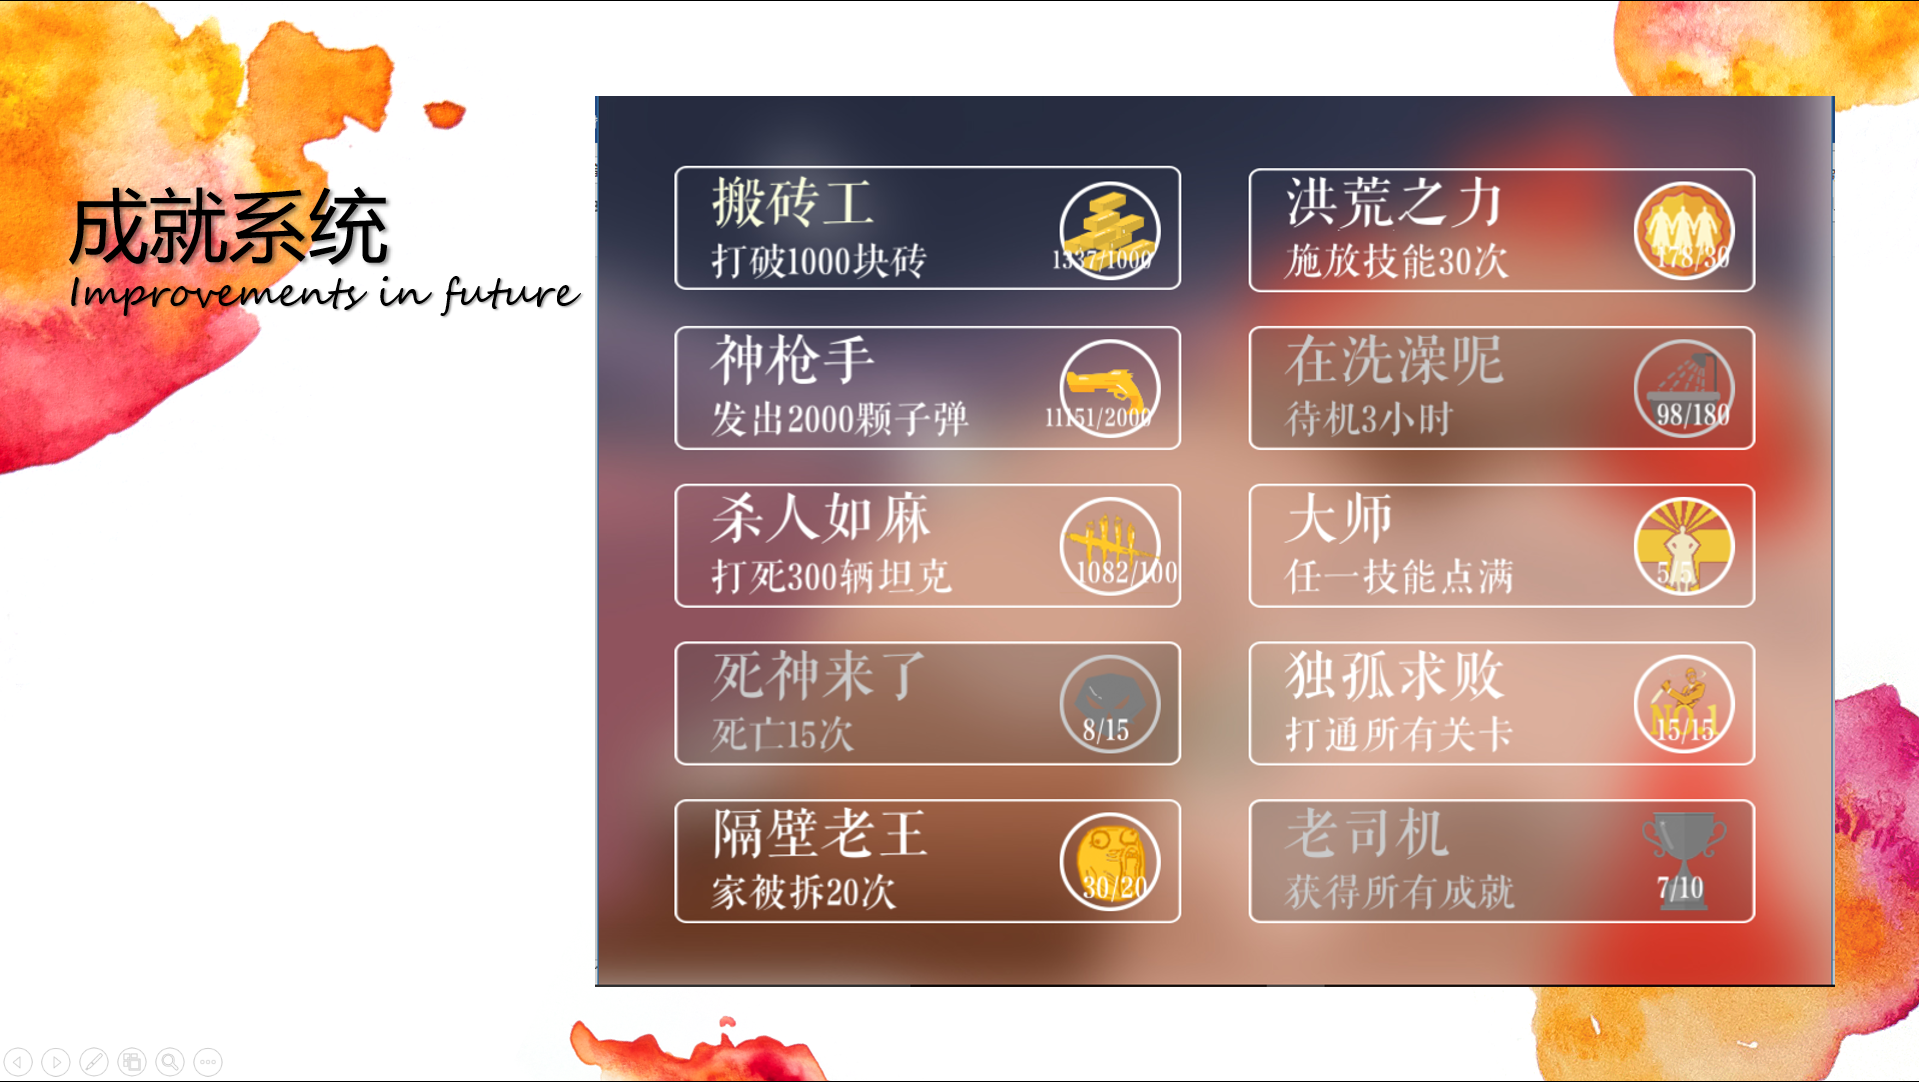 成就系统
Improvements in future
搬砖工
打破1000块砖
1337/1000
洪荒之力
施放技能30次
178/30
神枪手
发出2000颗子弹
11151/2000
在洗澡呢
待机3小时
98/180
杀人如麻
打死300辆坦克
1082/100
大师
任一技能点满
5/5
死神来了
死亡15次
8/15
独孤求败
打通所有关卡
NO.1
15/15
隔壁老王
家被拆20次
30/20
老司机
获得所有成就
7/10